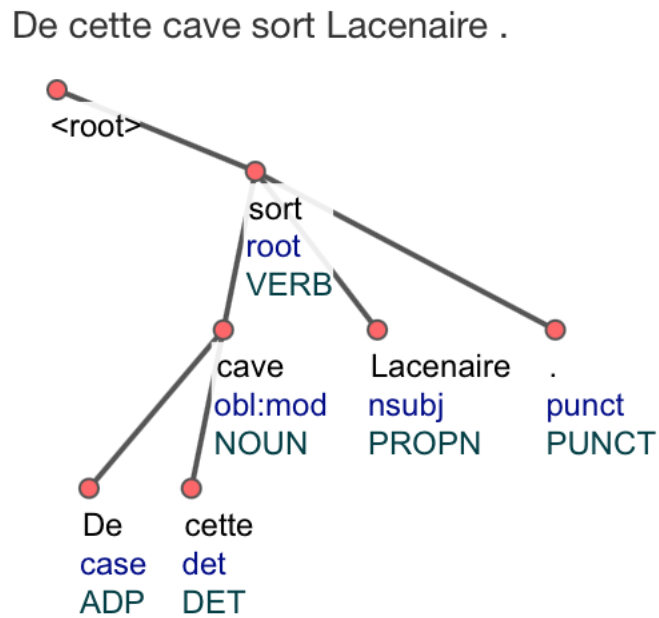 De cette cave sort Lacenaire .
<root>
sort
root
VERB
cave Lacenaire .
obl:mod nsubj punct
NOUN PROPN PUNCT
De cette
case det
ADP DET